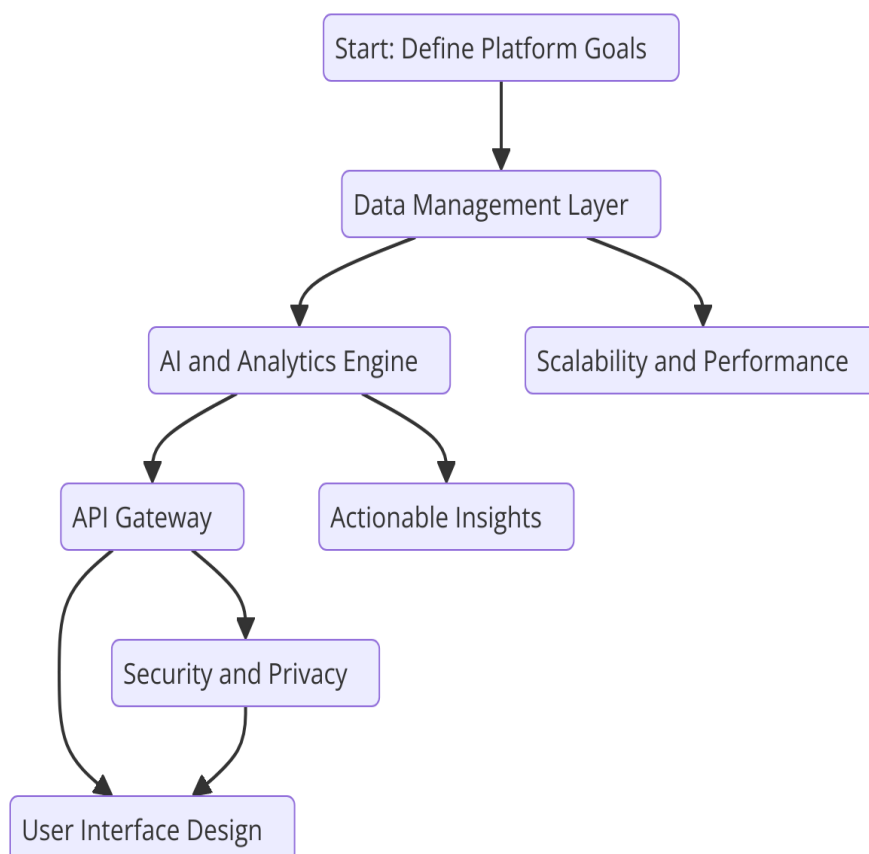 Start: Define Platform Goals
Data Management Layer
AI and Analytics Engine
Scalability and Performance
API Gateway
Actionable Insights
Security and Privacy
User Interface Design